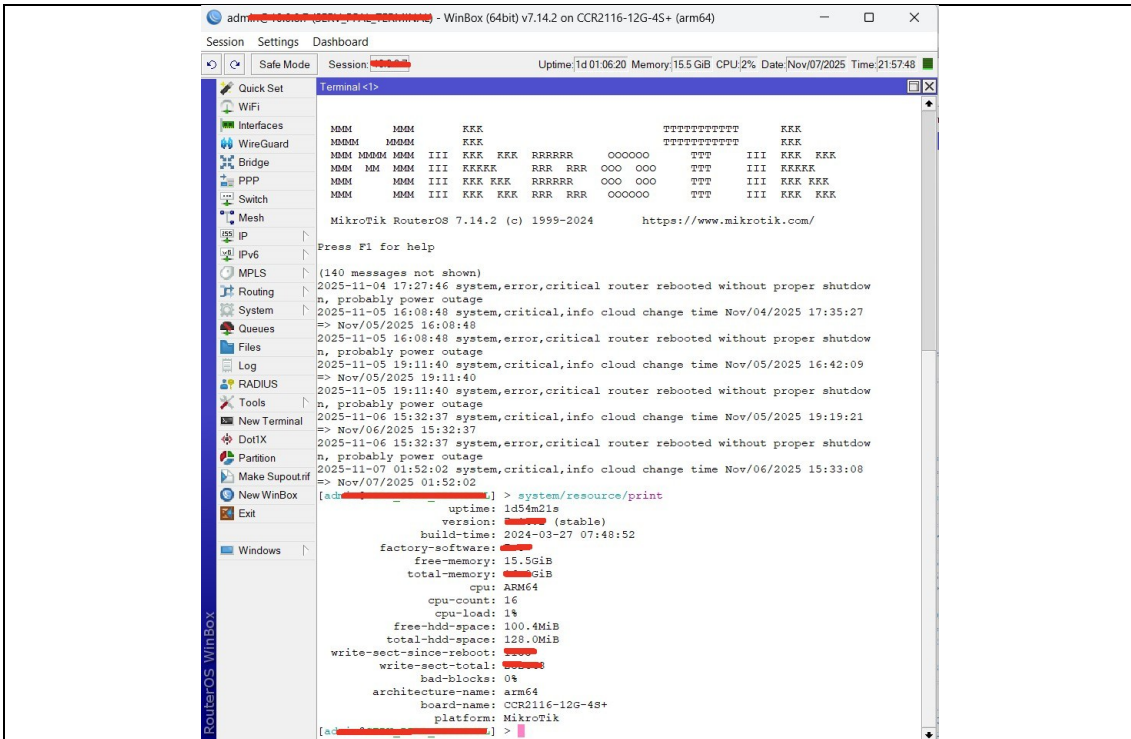 adm - WinBox (64bit) v7.14.2 on CCR2116-12G-4S+ (arm64)
Session Settings Dashboard
Safe Mode Session: Uptime: 1d 01:06:20 Memory: 15.5 GiB CPU: 2% Date: Nov/07/2025 Time: 21:57:48
Quick Set
WiFi
Interfaces
WireGuard
Bridge
PPP
Switch
Mesh
IP
IPv6
MPLS
Routing
System
Queues
Files
Log
RADIUS
Tools
New Terminal
Dot1X
Partition
Make Supout.rif
New WinBox
Exit
Windows
RouterOS WinBox
Terminal <1>
MMM MMM KKK TTTTTTTTTTT KKK
MMMM MMMM KKK TTTTTTTTTTT KKK
MMM MMMM MMM III KKK KKK RRRRRR OOOOOO TTT III KKK KKK
MMM MM MMM III KKKKK RRR RRR OOO OOO TTT III KKKKK
MMM MMM III KKK KKK RRRRRR OOO OOO TTT III KKK KKK
MMM MMM III KKK KKK RRR RRR OOOOOO TTT III KKK KKK
MikroTik RouterOS 7.14.2 (c) 1999-2024 https://www.mikrotik.com/
Press F1 for help
(140 messages not shown)
2025-11-04 17:27:46 system,error,critical router rebooted without proper shutdow
n, probably power outage
2025-11-05 16:08:48 system,critical,info cloud change time Nov/04/2025 17:35:27
=> Nov/05/2025 16:08:48
2025-11-05 16:08:48 system,error,critical router rebooted without proper shutdow
n, probably power outage
2025-11-05 19:11:40 system,critical,info cloud change time Nov/05/2025 16:42:09
=> Nov/05/2025 19:11:40
2025-11-05 19:11:40 system,error,critical router rebooted without proper shutdow
n, probably power outage
2025-11-06 15:32:37 system,critical,info cloud change time Nov/05/2025 19:19:21
=> Nov/06/2025 15:32:37
2025-11-06 15:32:37 system,error,critical router rebooted without proper shutdow
n, probably power outage
2025-11-07 01:52:02 system,critical,info cloud change time Nov/06/2025 15:33:08
=> Nov/07/2025 01:52:02
[ad ] > system/resource/print
uptime: 1d54m21s
version: (stable)
build-time: 2024-03-27 07:48:52
factory-software:
free-memory: 15.5GiB
total-memory: GiB
cpu: ARM64
cpu-count: 16
cpu-load: 1%
free-hdd-space: 100.4MiB
total-hdd-space: 128.0MiB
write-sect-since-reboot:
write-sect-total:
bad-blocks: 0%
architecture-name: arm64
board-name: CCR2116-12G-4S+
platform: MikroTik
[ad ] >